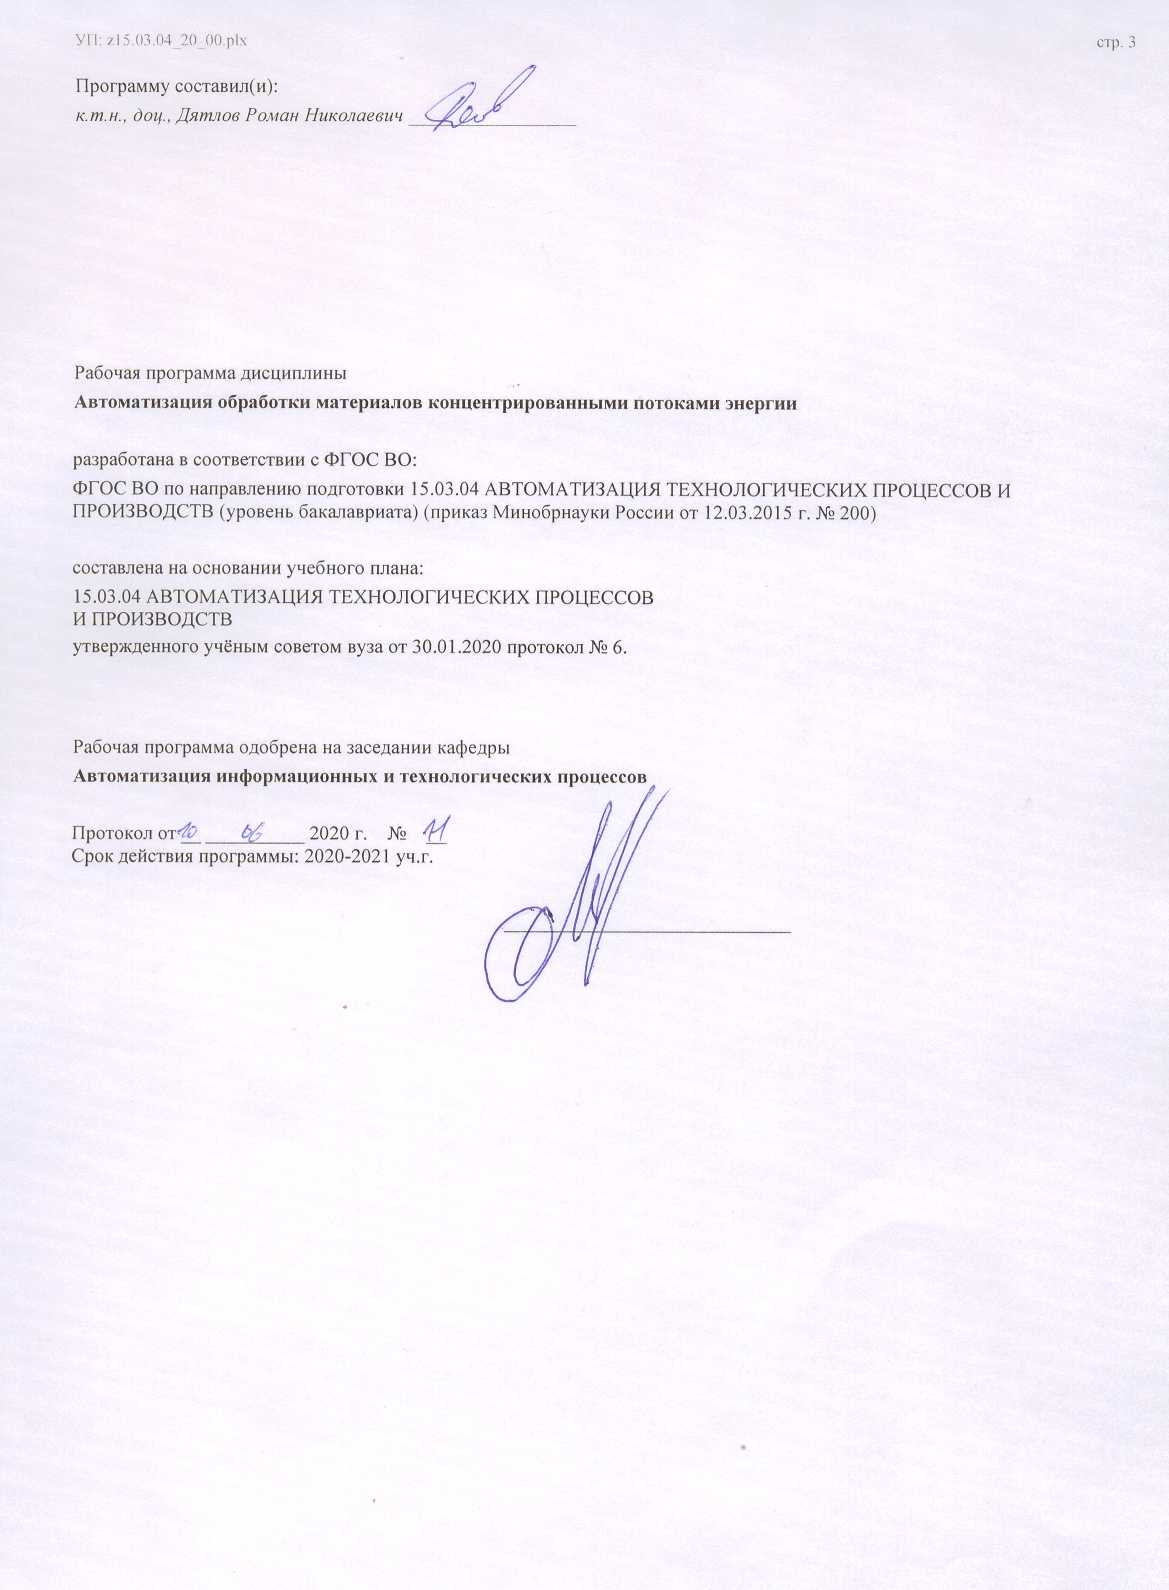 УП: z15.03.04_20_00.plx
стр. 3
Программу составил(и):
к.т.н., доц., Дятлов Роман Николаевич
Рабочая программа дисциплины
Автоматизация обработки материалов концентрированными потоками энергии
разработана в соответствии с ФГОС ВО:
ФГОС ВО по направлению подготовки 15.03.04 АВТОМАТИЗАЦИЯ ТЕХНОЛОГИЧЕСКИХ ПРОЦЕССОВ И
ПРОИЗВОДСТВ (уровень бакалавриата) (приказ Минобрнауки России от 12.03.2015 г. № 200)
составлена на основании учебного плана:
15.03.04 АВТОМАТИЗАЦИЯ ТЕХНОЛОГИЧЕСКИХ ПРОЦЕССОВ
И ПРОИЗВОДСТВ
утвержденного учёным советом вуза от 30.01.2020 протокол № 6.
Рабочая программа одобрена на заседании кафедры
Автоматизация информационных и технологических процессов
Протокол от 10 06 2020 г. № 11
Срок действия программы: 2020-2021 уч.г.